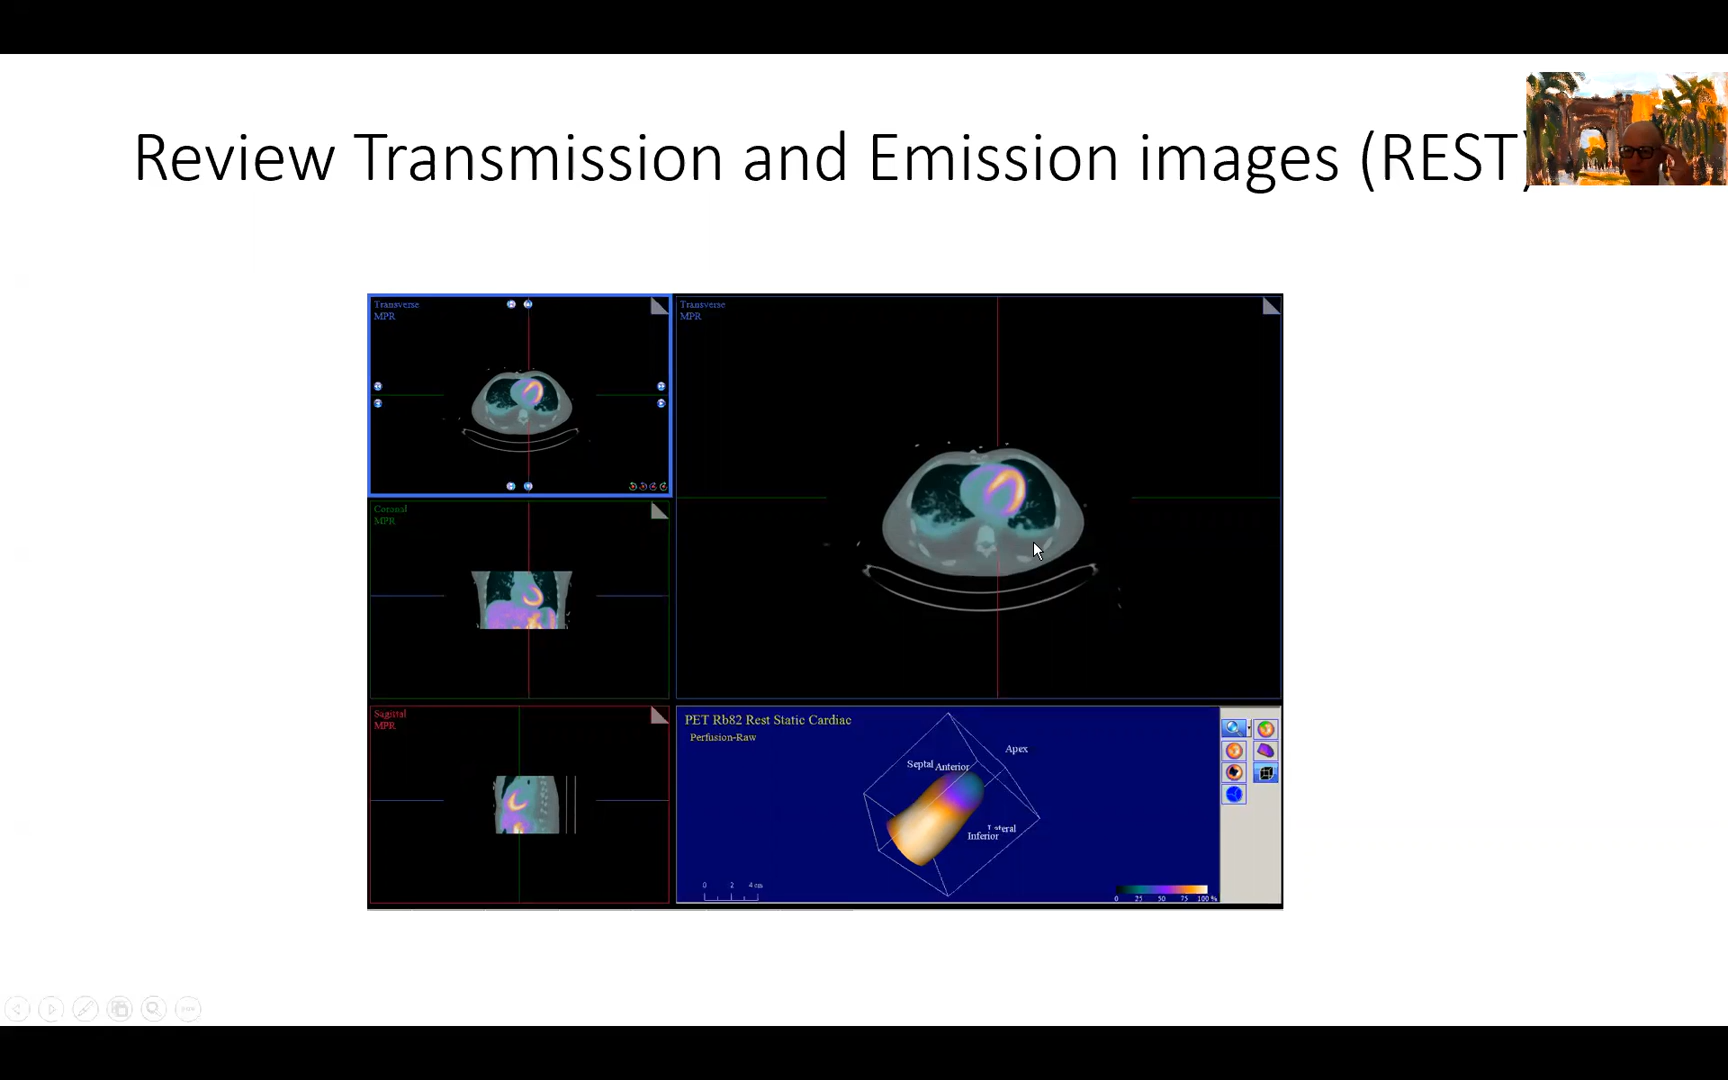 Review Transmission and Emission images (REST)
Transverse
MPR
Transverse
MPR
Coronal
MPR
Sagittal
MPR
PET Rb82 Rest Static Cardiac
Perfusion-Raw
Apex
Septal
Anterior
Lateral
Inferior
0 2 4 cm
0 25 50 75 100 %